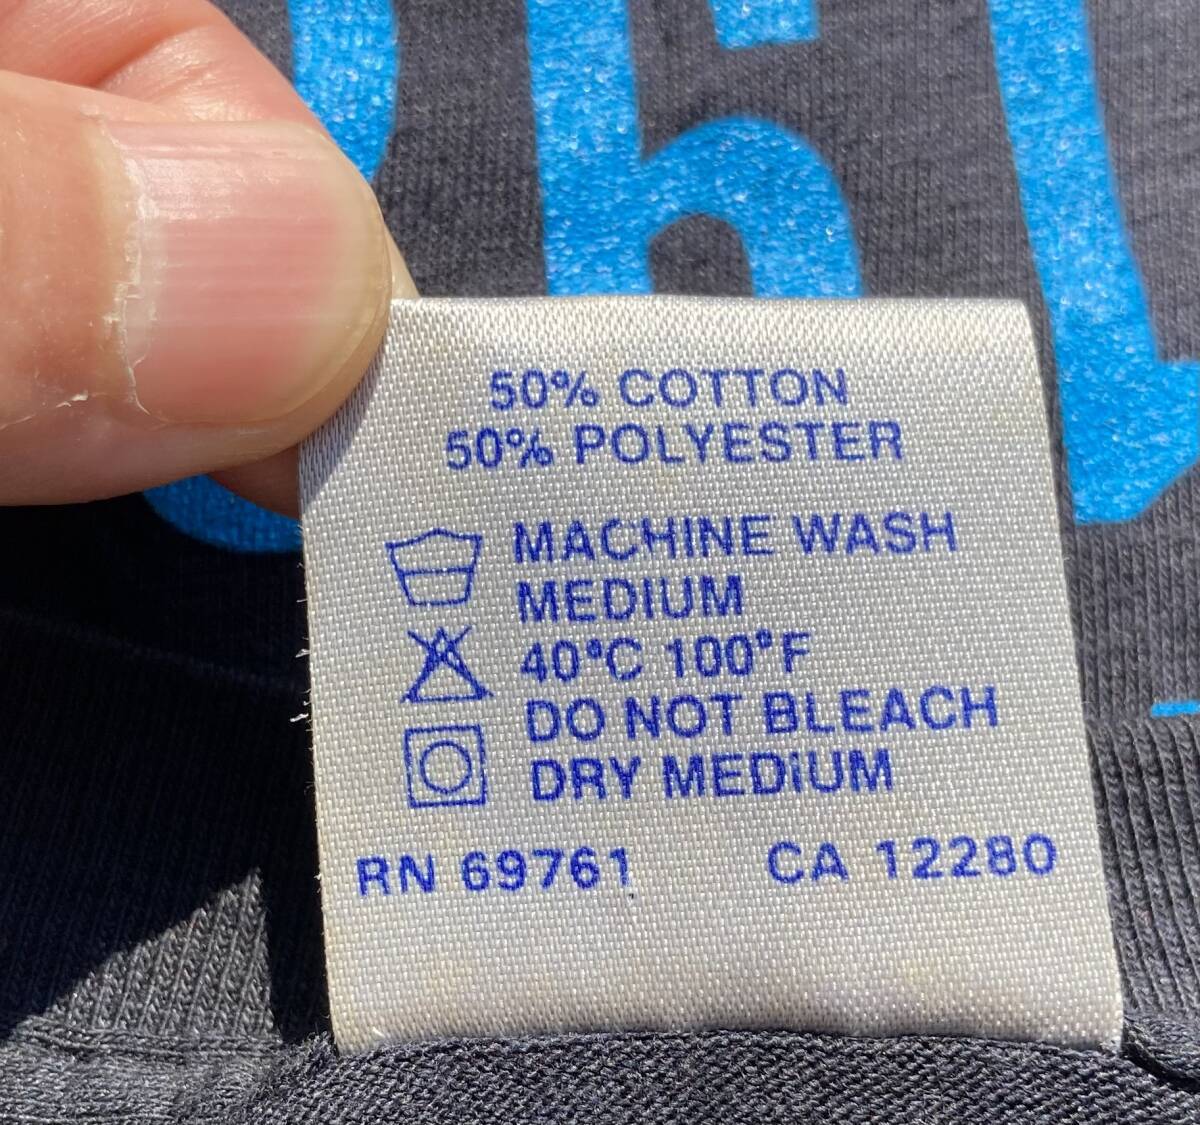 50% COTTON
50% POLYESTER
MACHINE WASH
MEDIUM
40°C 100°F
DO NOT BLEACH
DRY MEDiUM
RN 69761 CA 12280